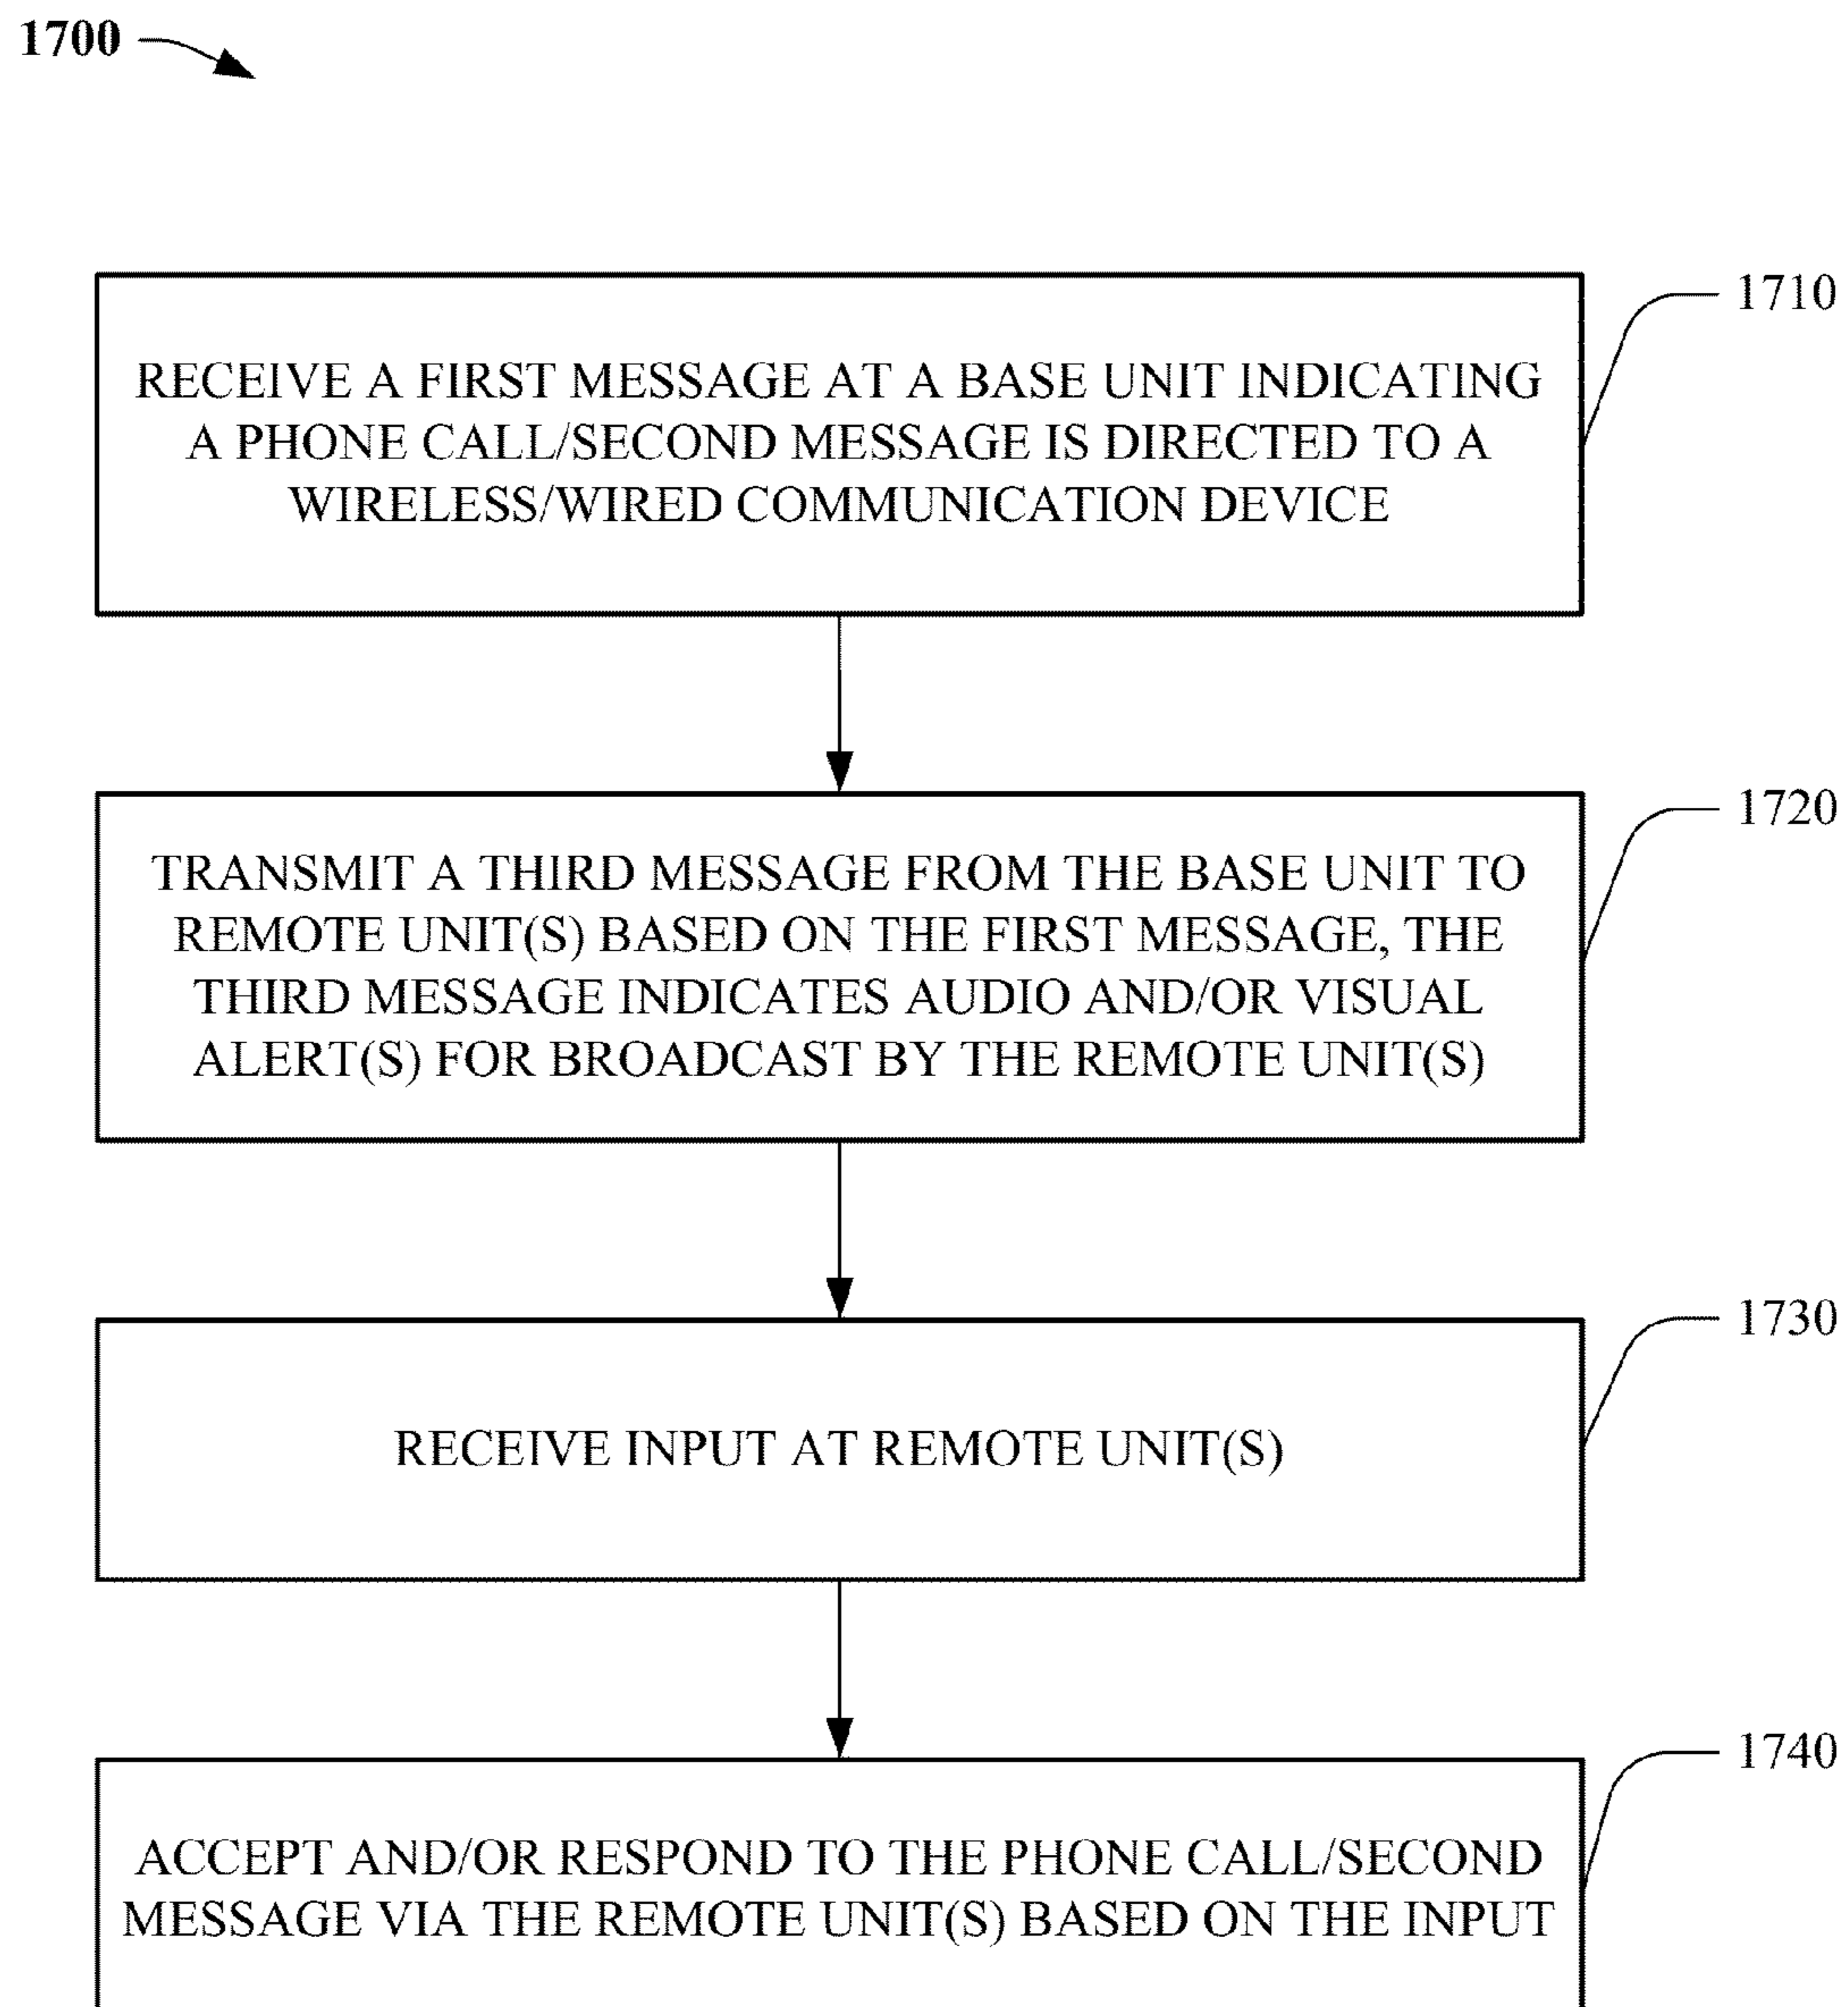 1700
1710
RECEIVE A FIRST MESSAGE AT A BASE UNIT INDICATING
A PHONE CALL/SECOND MESSAGE IS DIRECTED TO A
WIRELESS/WIRED COMMUNICATION DEVICE
1720
TRANSMIT A THIRD MESSAGE FROM THE BASE UNIT TO
REMOTE UNIT(S) BASED ON THE FIRST MESSAGE, THE
THIRD MESSAGE INDICATES AUDIO AND/OR VISUAL
ALERT(S) FOR BROADCAST BY THE REMOTE UNIT(S)
1730
RECEIVE INPUT AT REMOTE UNIT(S)
1740
ACCEPT AND/OR RESPOND TO THE PHONE CALL/SECOND
MESSAGE VIA THE REMOTE UNIT(S) BASED ON THE INPUT